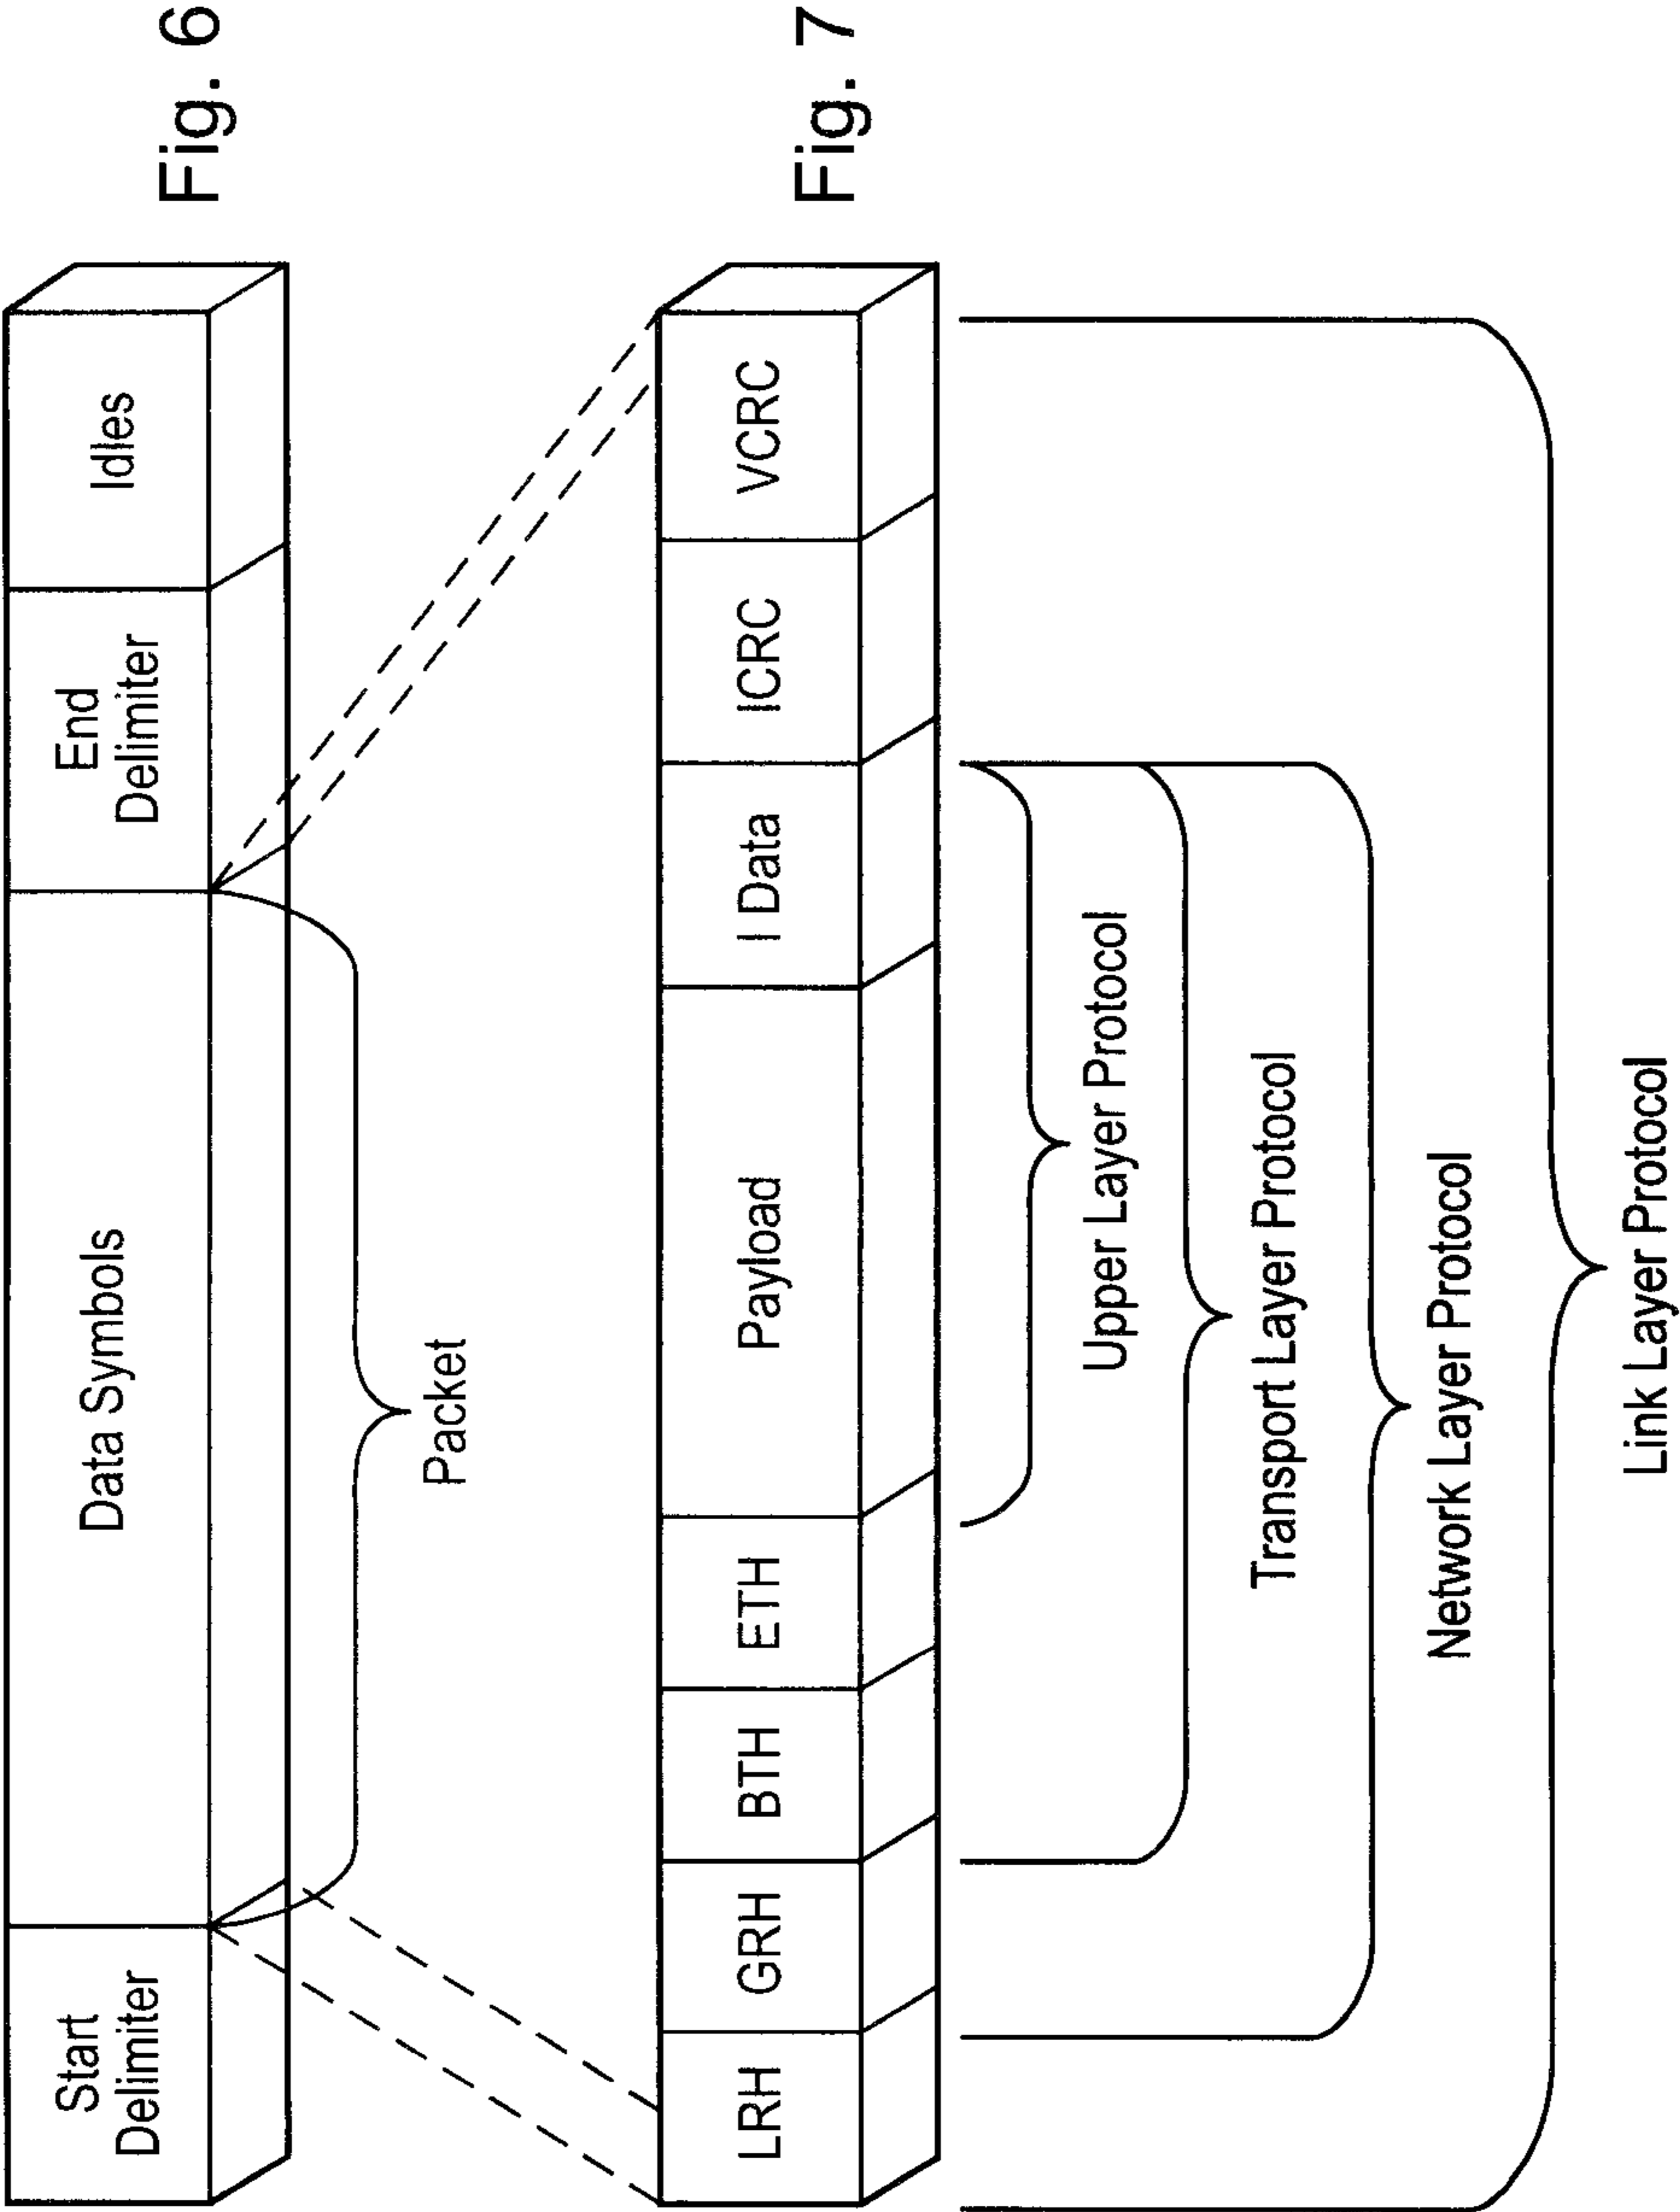 Start
Delimiter
Data Symbols
End
Delimiter
Idles
Packet
Fig. 6
LRH
GRH
BTH
ETH
Payload
I Data
ICRC
VCRC
Upper Layer Protocol
Transport Layer Protocol
Network Layer Protocol
Link Layer Protocol
Fig. 7